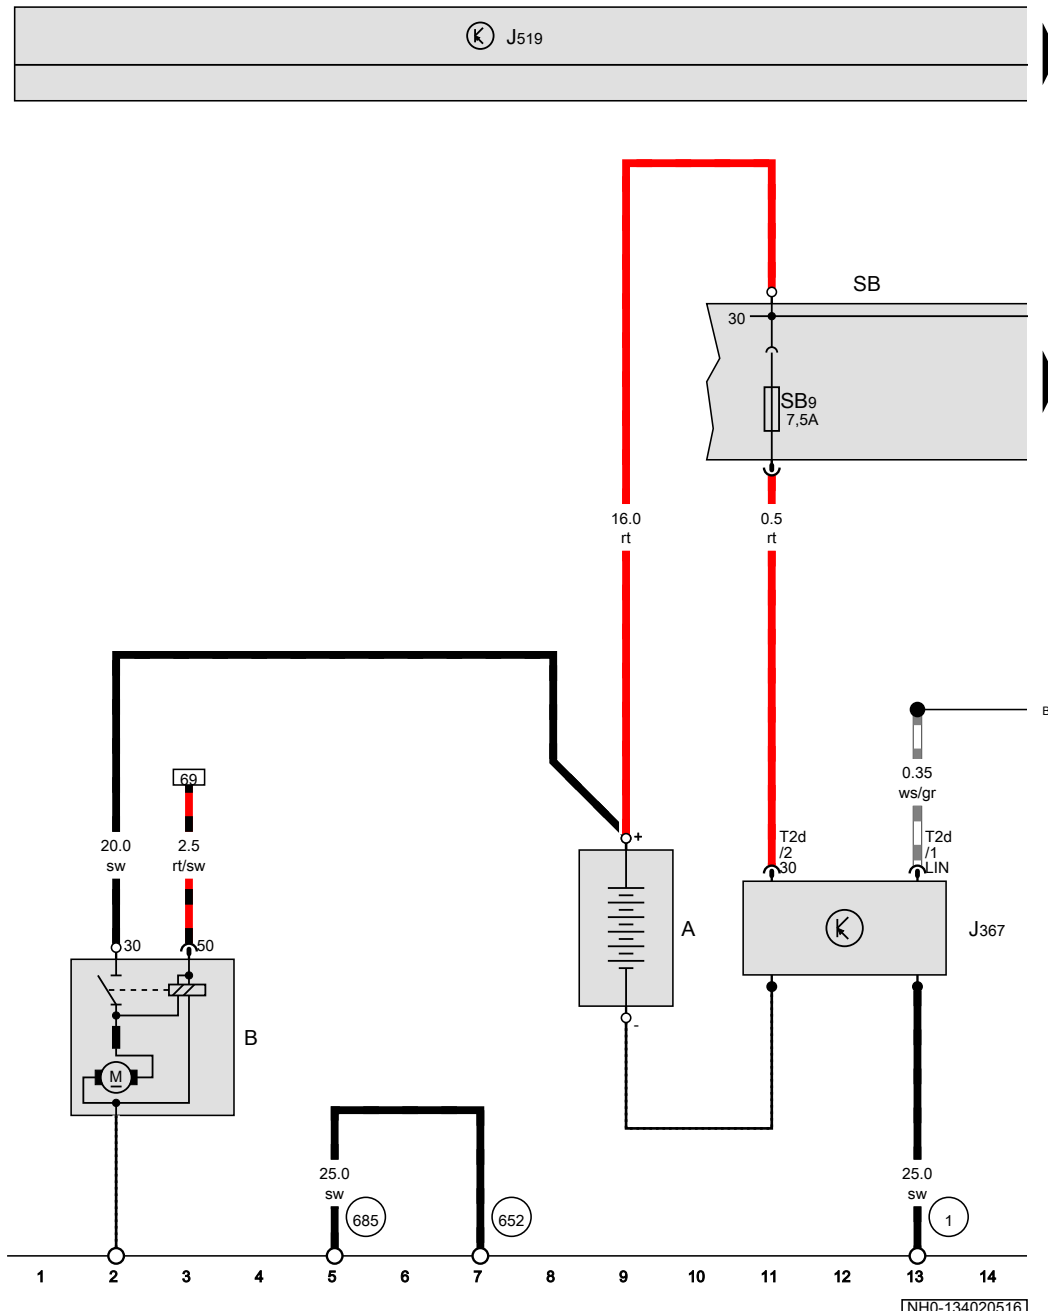 J519
SB
30
SB9
7,5A
16.0
rt
0.5
rt
B
69
0.35
ws/gr
20.0
sw
2.5
rt/sw
+
T2d
/2
30
T2d
/1
LIN
30
50
A
J367
-
B
M
25.0
sw
685
652
25.0
sw
1
1 2 3 4 5 6 7 8 9 10 11 12 13 14
NH0-134020516